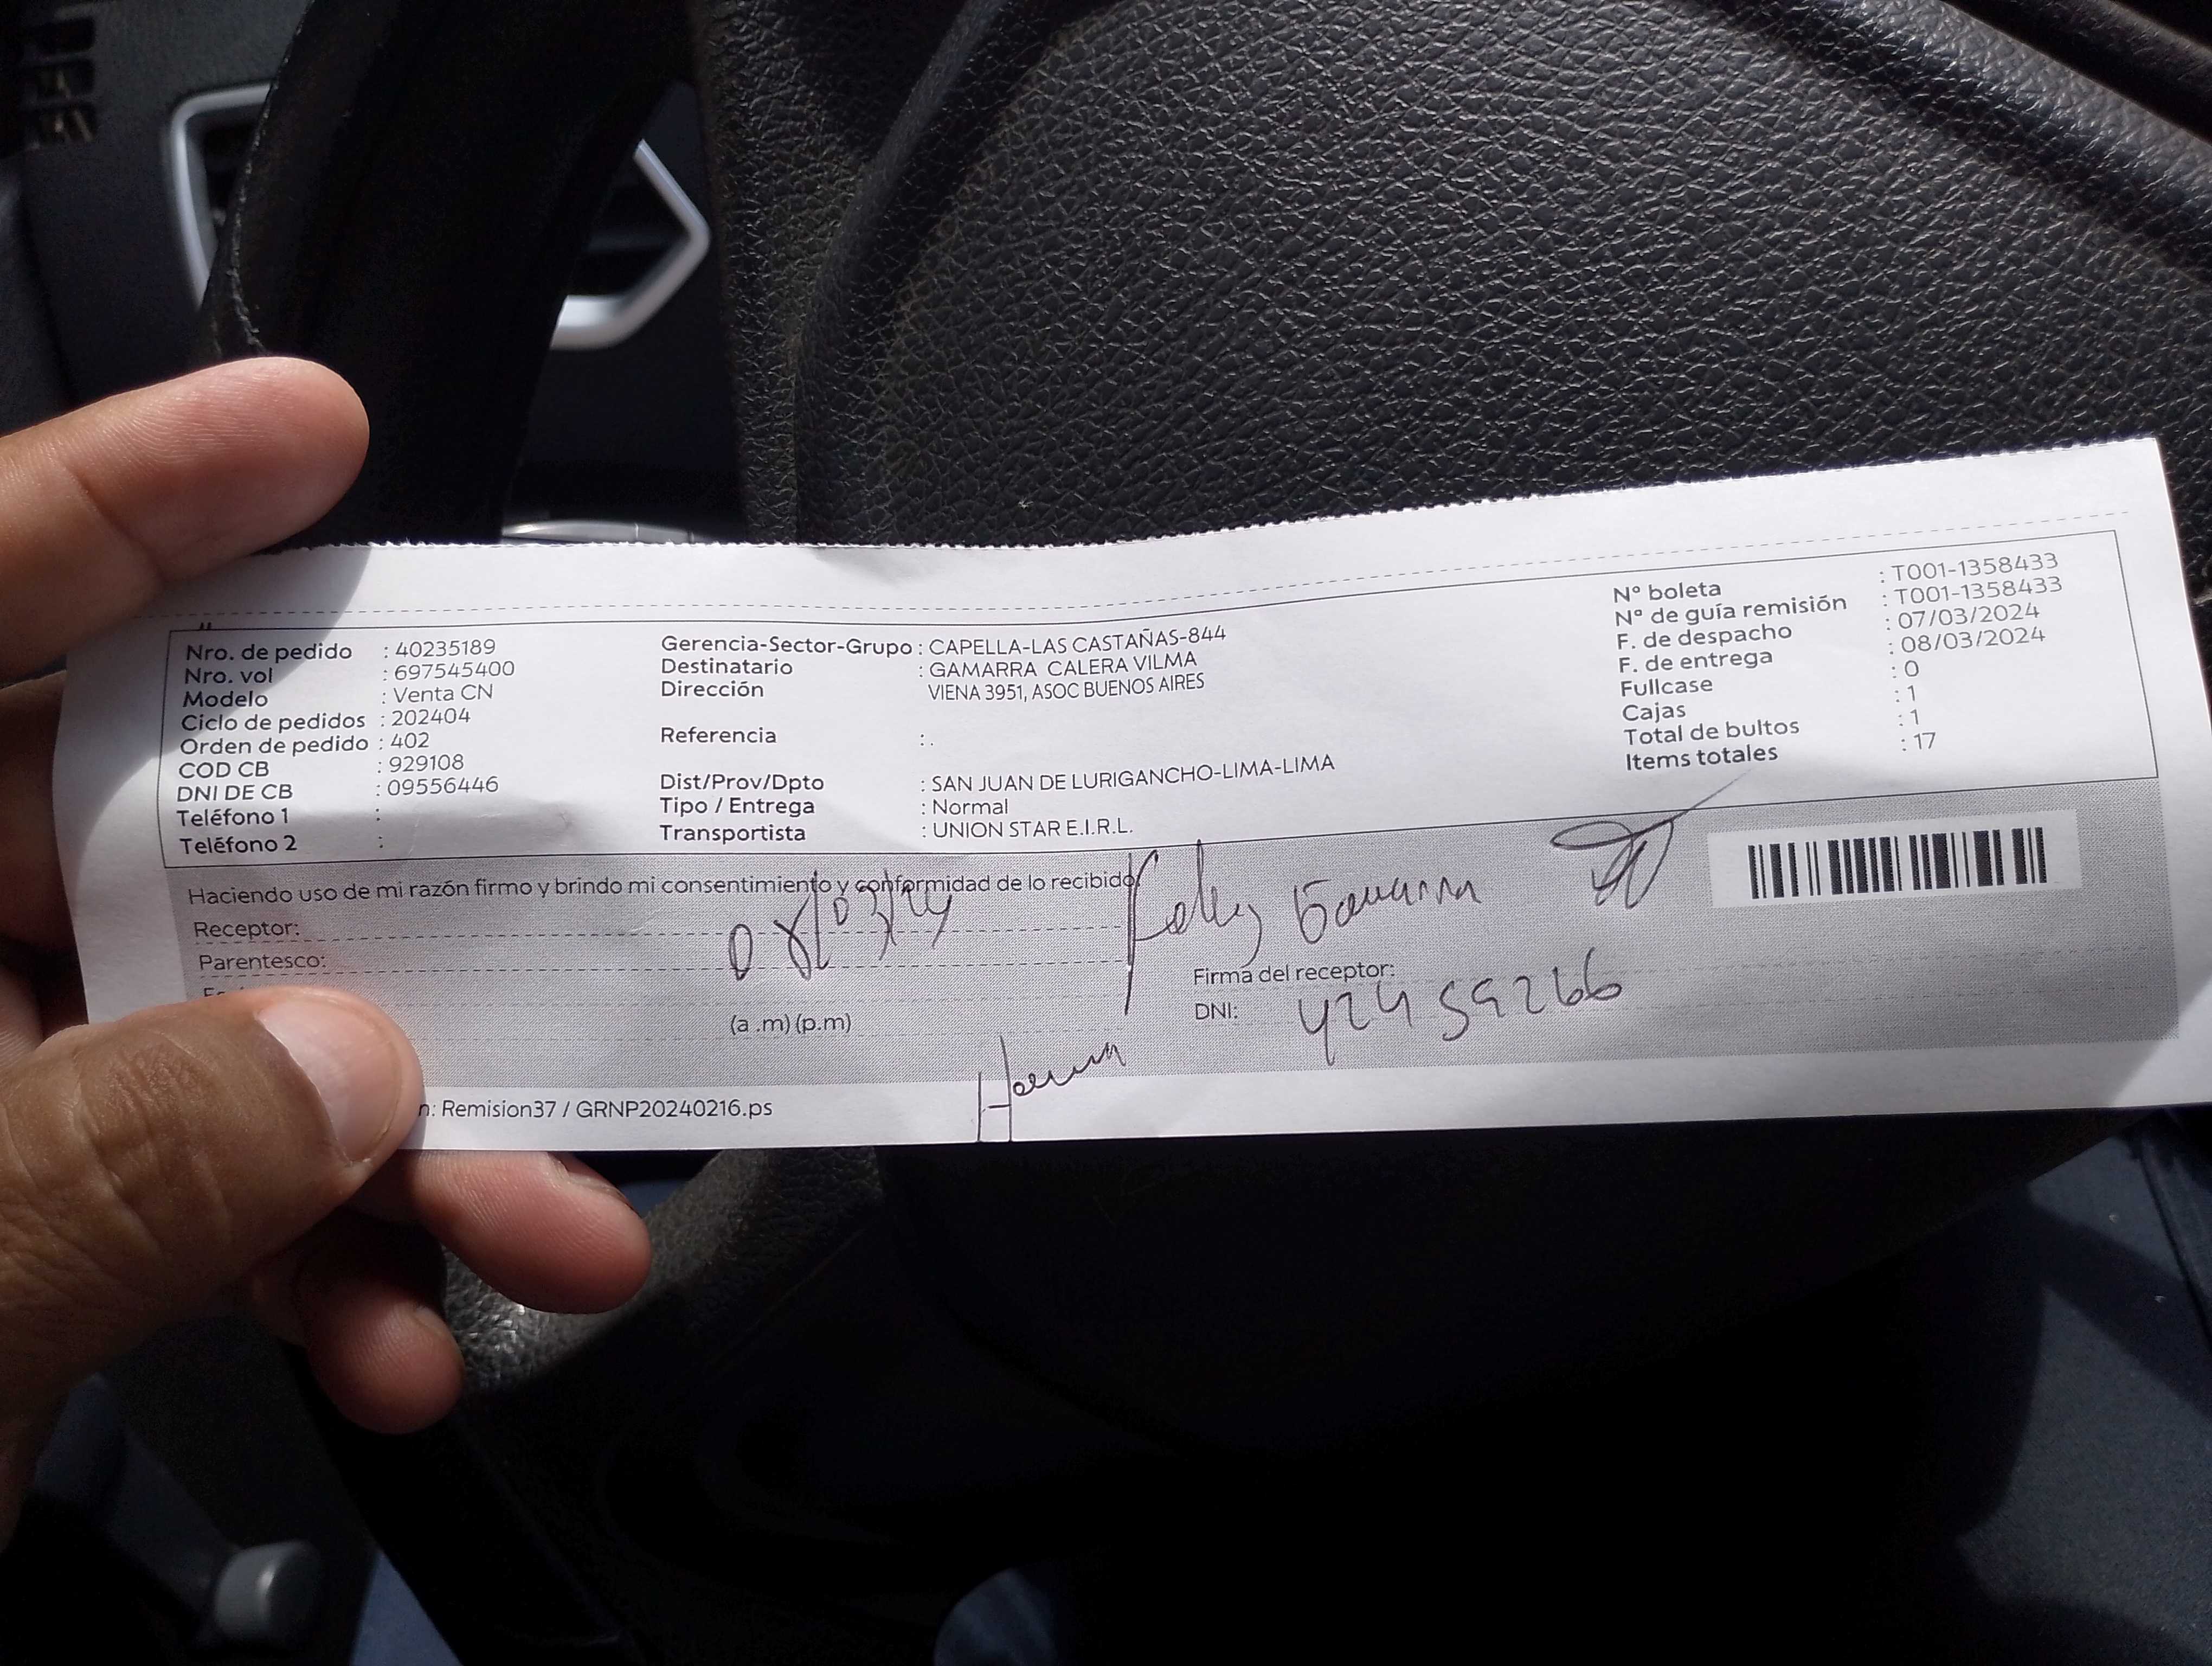 Nro. de pedido : 40235189
Nro. vol : 697545400
Modelo : Venta CN
Ciclo de pedidos : 202404
Orden de pedido : 402
COD CB : 929108
DNI DE CB : 09556446
Teléfono 1 :
Teléfono 2 :
Gerencia-Sector-Grupo : CAPELLA-LAS CASTAÑAS-844
Destinatario : GAMARRA CALERA VILMA
Dirección VIENA 3951, ASOC BUENOS AIRES
Referencia : .
Dist/Prov/Dpto : SAN JUAN DE LURIGANCHO-LIMA-LIMA
Tipo / Entrega : Normal
Transportista : UNION STAR E.I.R.L.
Nº boleta : T001-1358433
Nº de guía remisión : T001-1358433
F. de despacho : 07/03/2024
F. de entrega : 08/03/2024
Fullcase : 0
Cajas : 1
Total de bultos : 1
Items totales : 17
Haciendo uso de mi razón firmo y brindo mi consentimiento y conformidad de lo recibido
Receptor:
08/03/24
Gamarra
Parentesco:
Firma del receptor:
(a .m) (p.m)
DNI: 42459266
n: Remision37 / GRNP20240216.ps